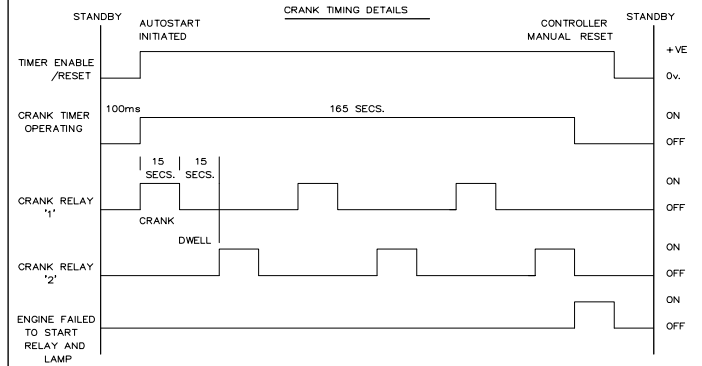 CRANK TIMING DETAILS
STANDBY
AUTOSTART
INITIATED
CONTROLLER
MANUAL RESET
STANDBY
TIMER ENABLE
/RESET
+VE
0v.
CRANK TIMER
OPERATING
100ms
165 SECS.
ON
OFF
15
SECS.
15
SECS.
CRANK RELAY
'1'
CRANK
ON
OFF
DWELL
CRANK RELAY
'2'
ON
OFF
ENGINE FAILED
TO START
RELAY AND
LAMP
ON
OFF